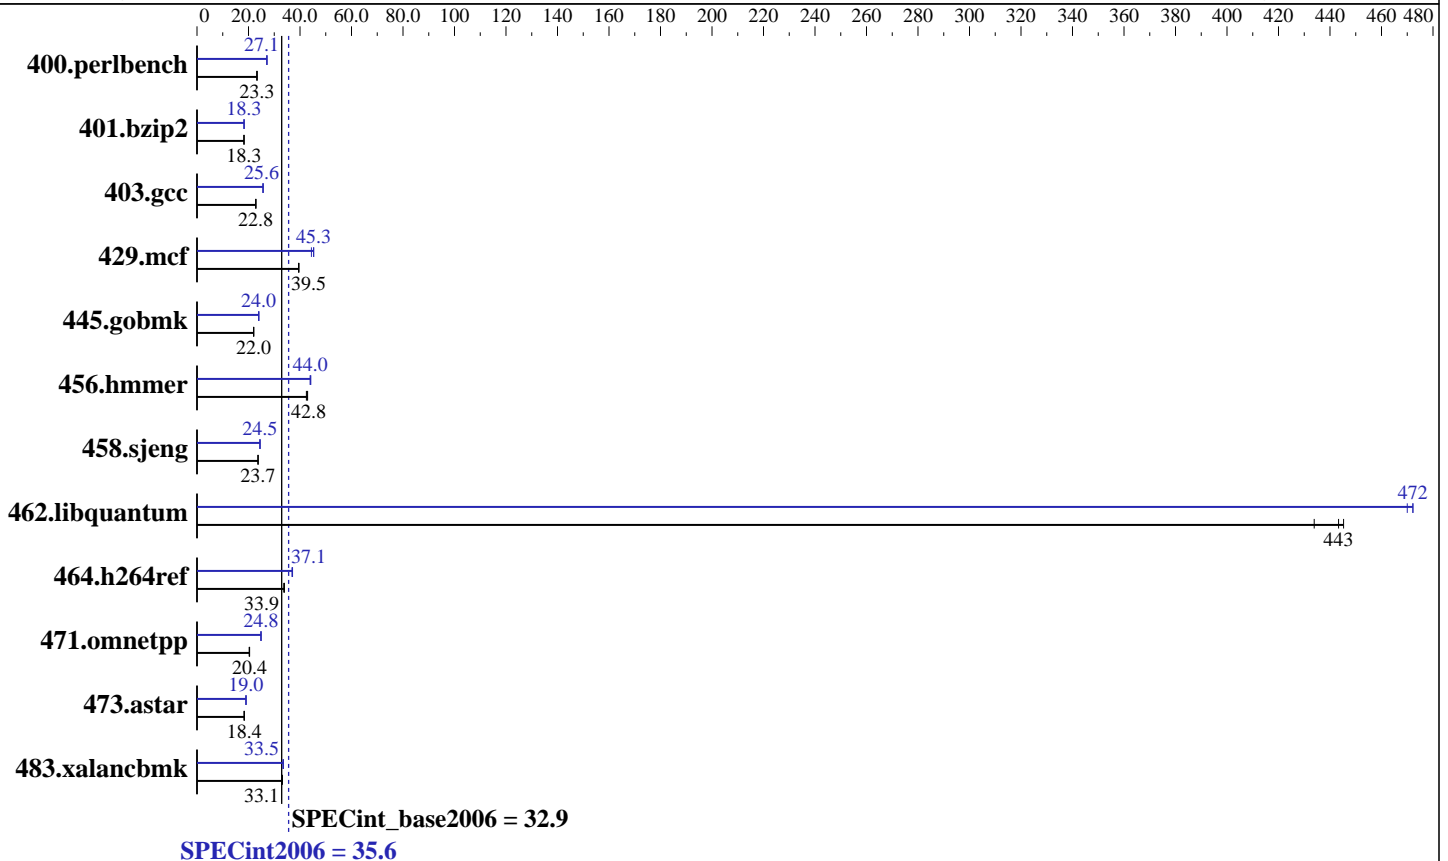 0 20.0 40.0 60.0 80.0 100 120 140 160 180 200 220 240 260 280 300 320 340 360 380 400 420 440 460 480
27.1
400.perlbench
23.3
18.3
401.bzip2
18.3
25.6
403.gcc
22.8
45.3
429.mcf
39.5
24.0
445.gobmk
22.0
44.0
456.hmmer
42.8
24.5
458.sjeng
23.7
472
462.libquantum
443
37.1
464.h264ref
33.9
24.8
471.omnetpp
20.4
19.0
473.astar
18.4
33.5
483.xalancbmk
33.1
SPECint_base2006 = 32.9
SPECint2006 = 35.6